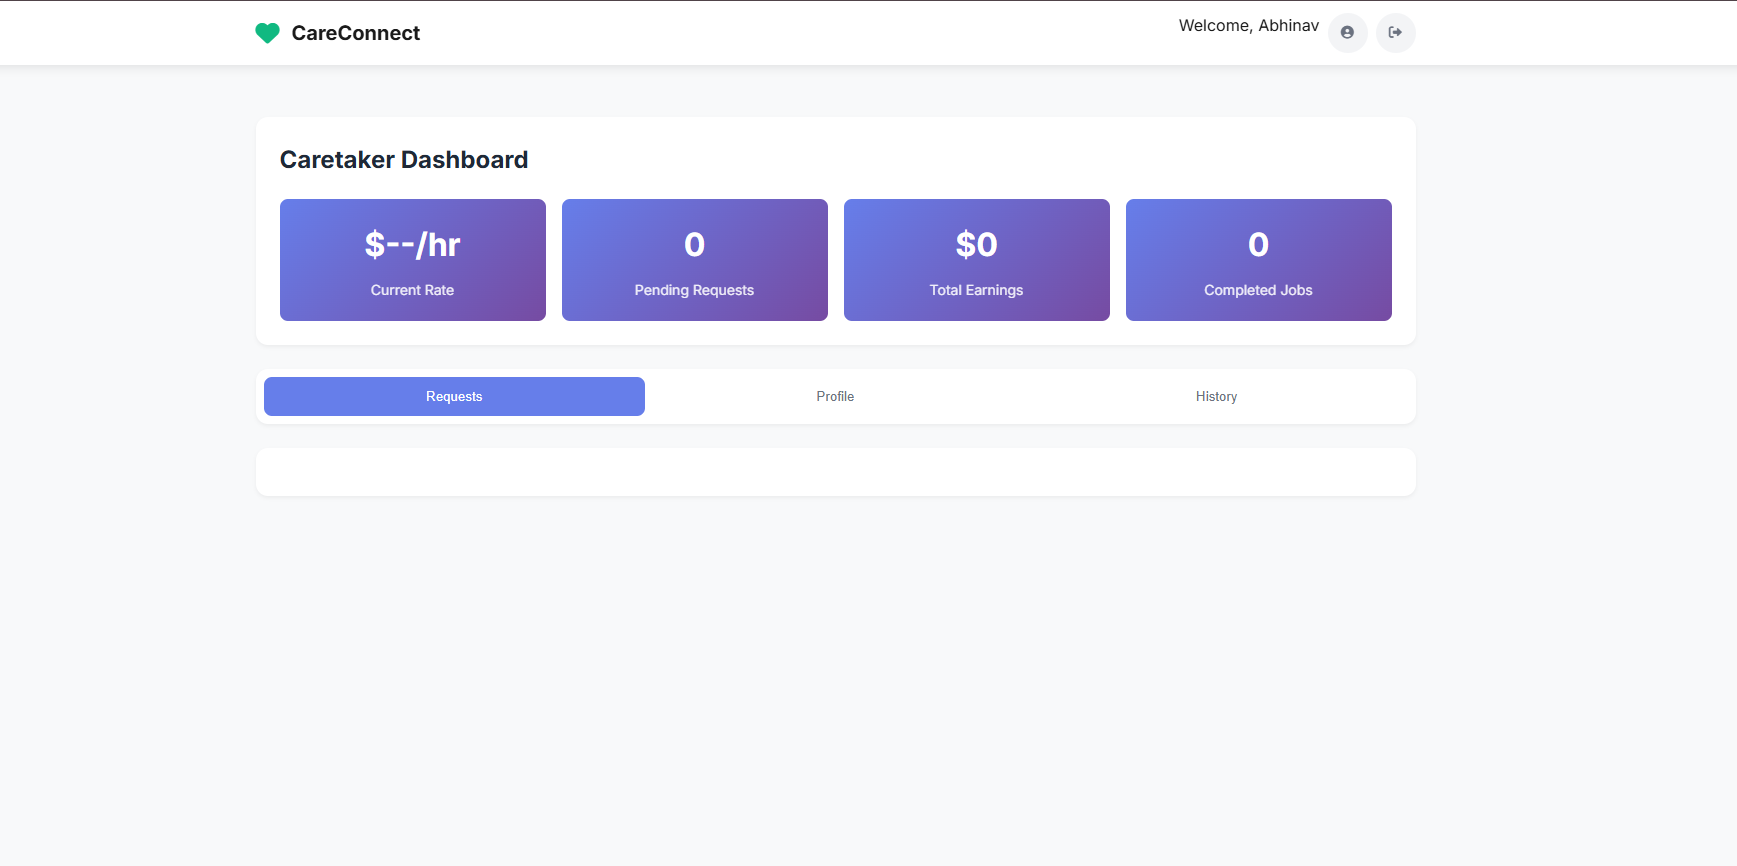 CareConnect
Welcome, Abhinav
Caretaker Dashboard
$--/hr
Current Rate
0
Pending Requests
$0
Total Earnings
0
Completed Jobs
Requests
Profile
History